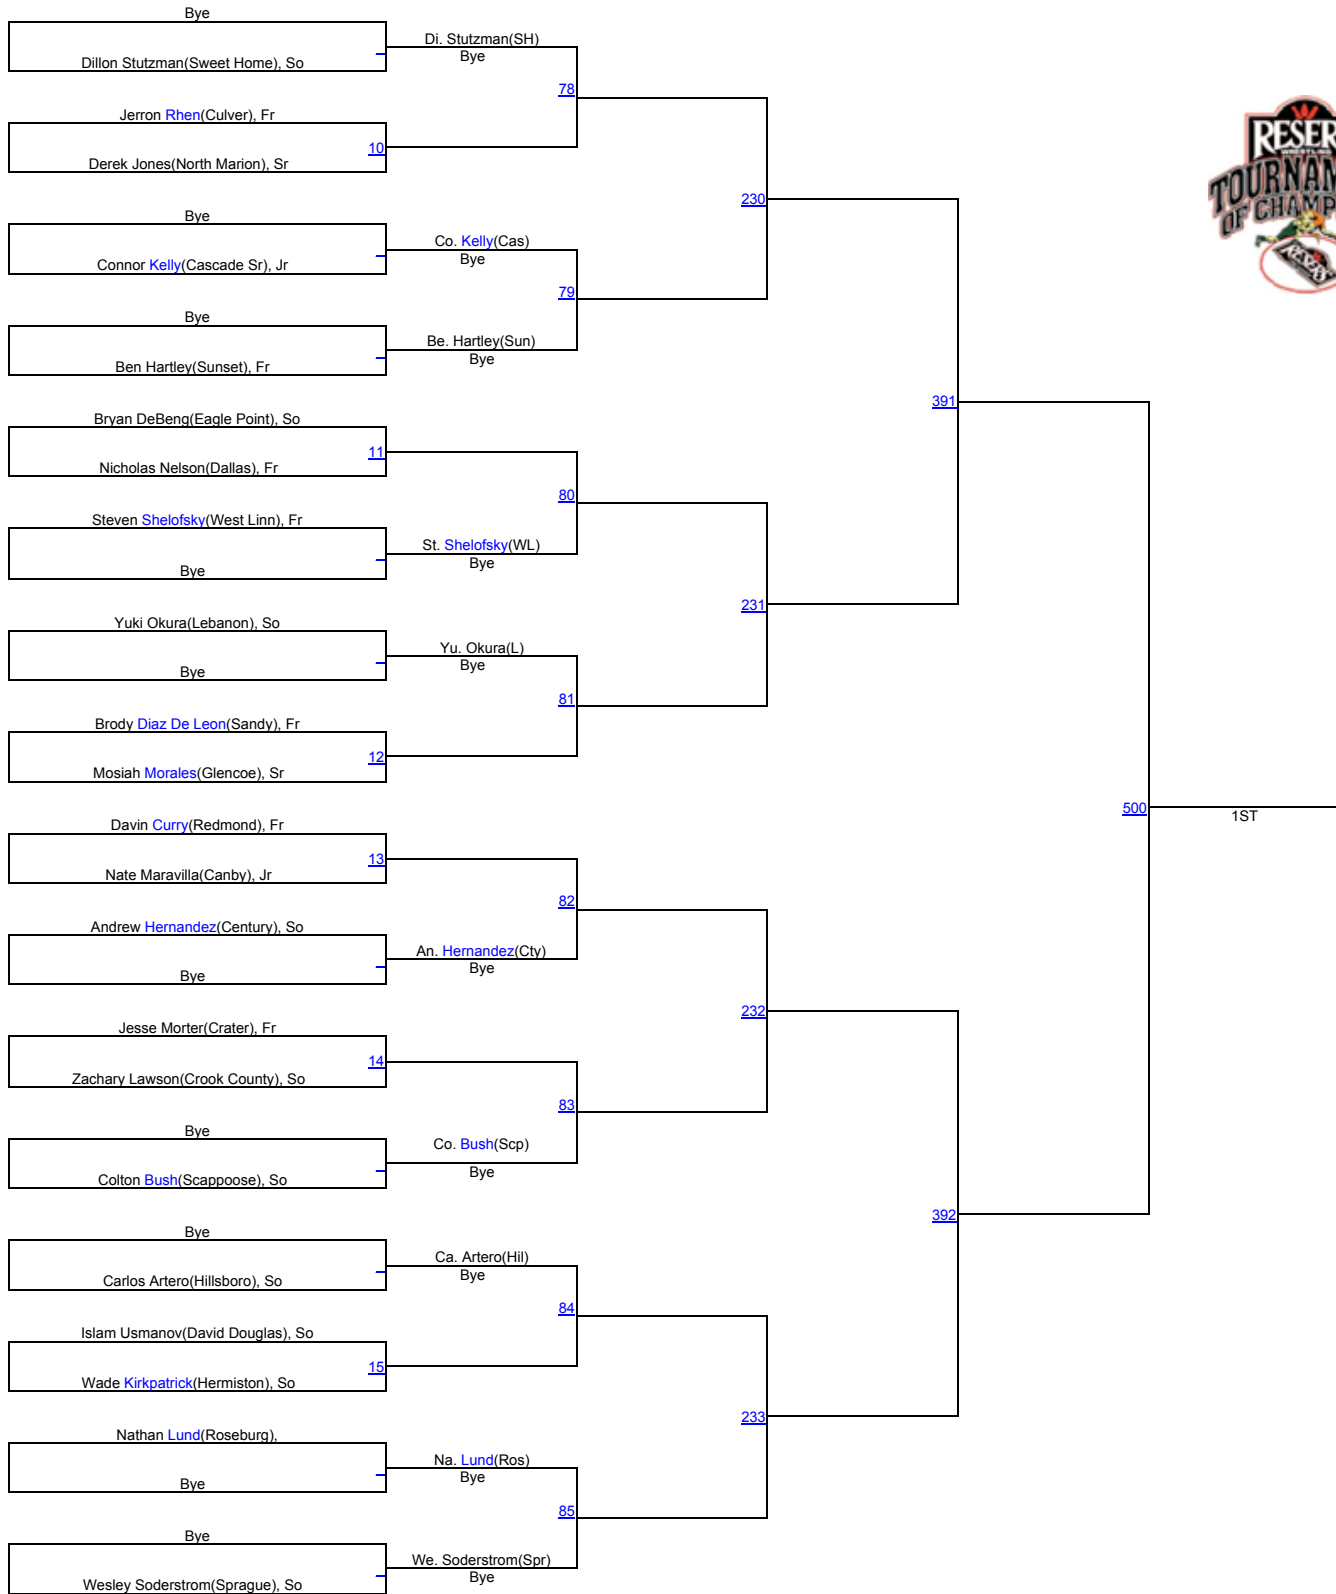 Bye
Dillon Stutzman(Sweet Home), So
Di. Stutzman(SH)
Bye
78
Jerron Rhen(Culver), Fr
10
Derek Jones(North Marion), Sr
230
Bye
Connor Kelly(Cascade Sr), Jr
Co. Kelly(Cas)
Bye
79
Bye
Ben Hartley(Sunset), Fr
Be. Hartley(Sun)
Bye
391
Bryan DeBeng(Eagle Point), So
11
Nicholas Nelson(Dallas), Fr
80
Steven Shelofsky(West Linn), Fr
Bye
St. Shelofsky(WL)
Bye
231
Yuki Okura(Lebanon), So
Bye
Yu. Okura(L)
Bye
81
Brody Diaz De Leon(Sandy), Fr
12
Mosiah Morales(Glencoe), Sr
500
1ST
Davin Curry(Redmond), Fr
13
Nate Maravilla(Canby), Jr
82
Andrew Hernandez(Century), So
Bye
An. Hernandez(Cty)
Bye
232
Jesse Morter(Crater), Fr
14
Zachary Lawson(Crook County), So
83
Bye
Colton Bush(Scappoose), So
Co. Bush(Scp)
Bye
392
Bye
Carlos Artero(Hillsboro), So
Ca. Artero(Hil)
Bye
84
Islam Usmanov(David Douglas), So
15
Wade Kirkpatrick(Hermiston), So
233
Nathan Lund(Roseburg),
Bye
Na. Lund(Ros)
Bye
85
Bye
Wesley Soderstrom(Sprague), So
We. Soderstrom(Spr)
Bye
RESER
WRESTLING
TOURNAM
OF CHAMP